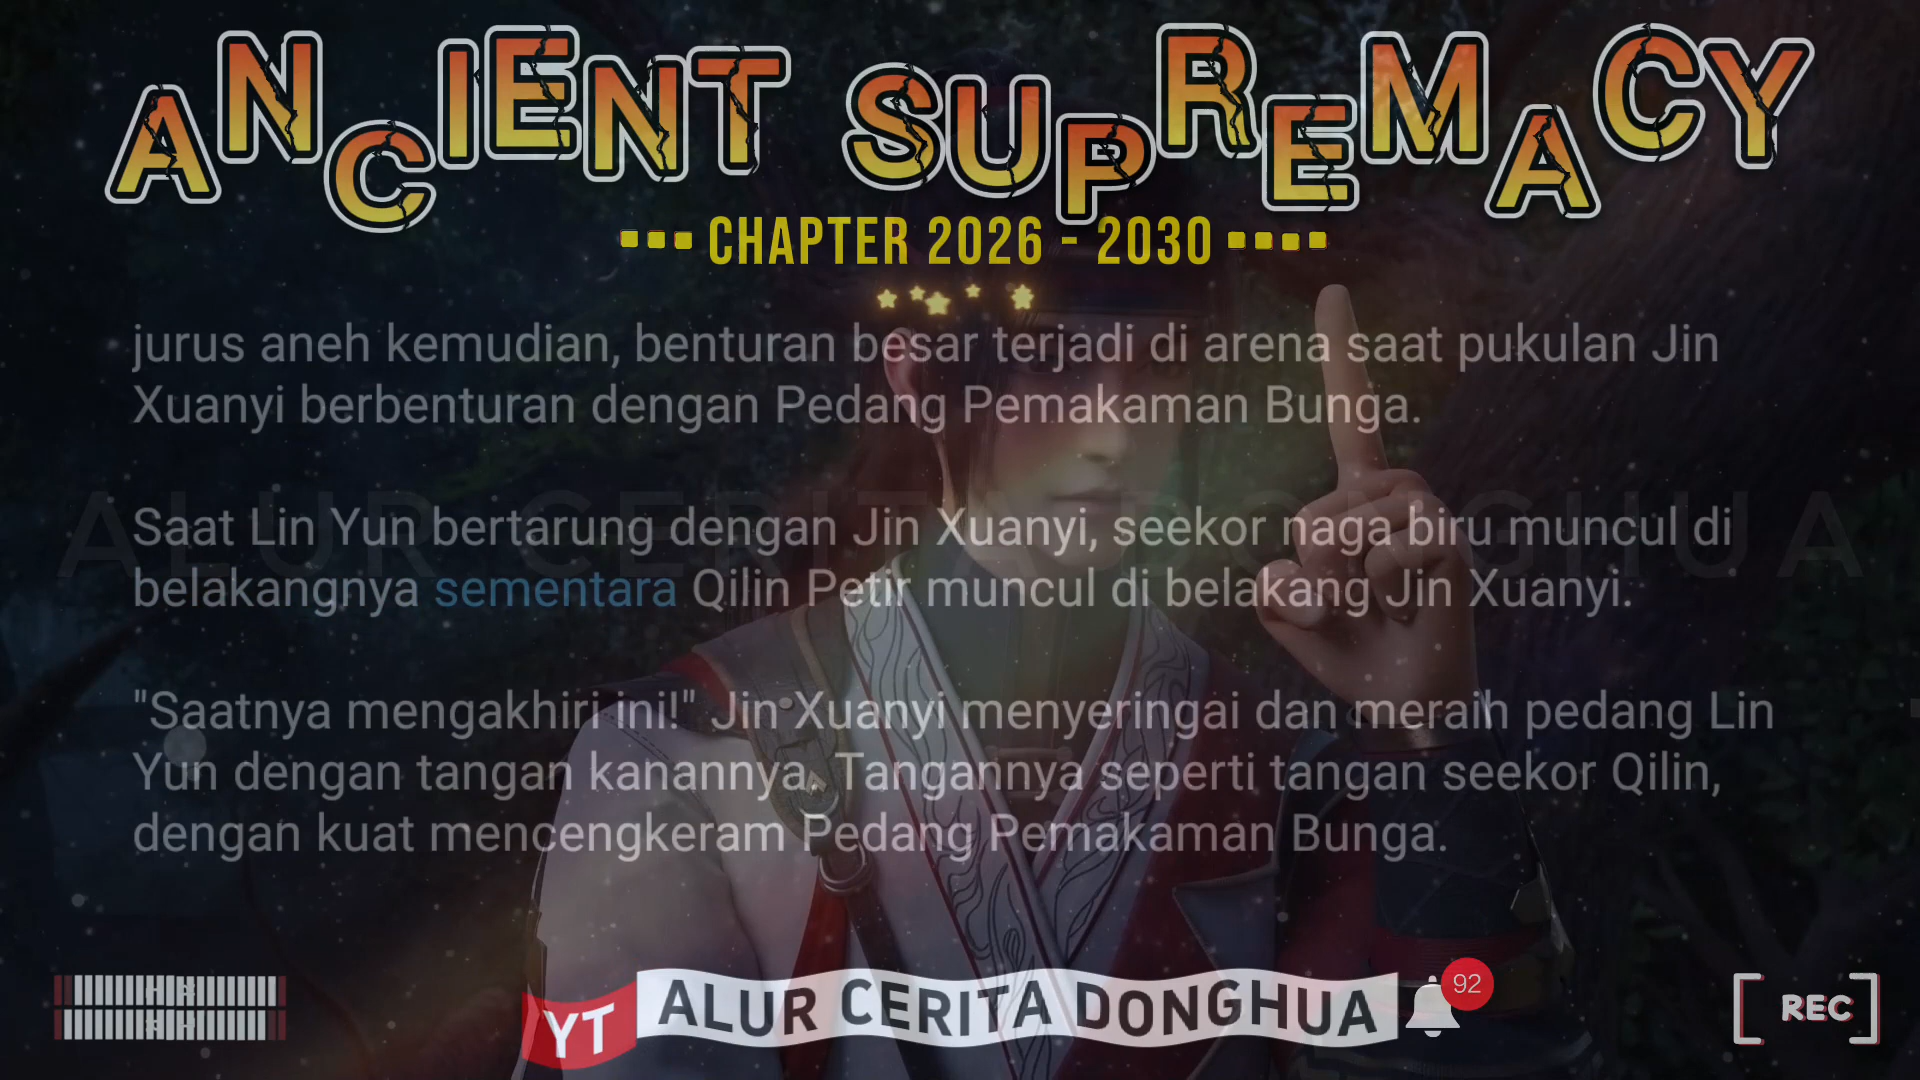 ANCIENT SUPREMACY
CHAPTER 2026 - 2030
jurus aneh kemudian, benturan besar terjadi di arena saat pukulan Jin
Xuanyi berbenturan dengan Pedang Pemakaman Bunga.
ALUR CERITA DONGHUA
Saat Lin Yun bertarung dengan Jin Xuanyi, seekor naga biru muncul di
belakangnya sementara Qilin Petir muncul di belakang Jin Xuanyi.
"Saatnya mengakhiri ini!" Jin Xuanyi menyeringai dan meraih pedang Lin
Yun dengan tangan kanannya. Tangannya seperti tangan seekor Qilin,
dengan kuat mencengkeram Pedang Pemakaman Bunga.
YT ALUR CERITA DONGHUA 92
REC